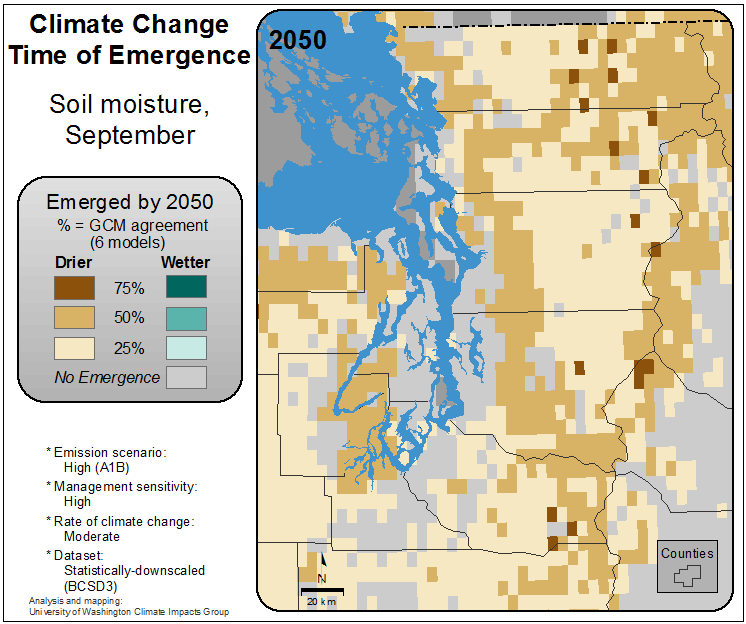 Climate Change
Time of Emergence
Soil moisture,
September
Emerged by 2050
% = GCM agreement
(6 models)
Drier Wetter
75%
50%
25%
No Emergence
* Emission scenario:
High (A1B)
* Management sensitivity:
High
* Rate of climate change:
Moderate
* Dataset:
Statistically-downscaled
(BCSD3)
Analysis and mapping:
University of Washington Climate Impacts Group
2050
N
20 km
Counties